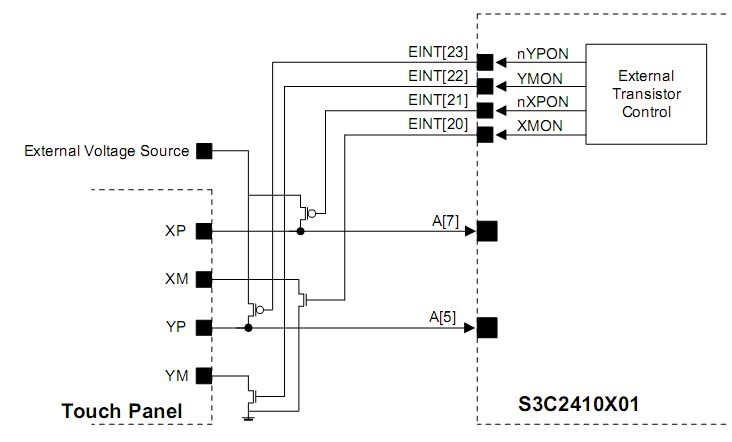 EINT[23]
nYPON
EINT[22]
YMON
EINT[21]
nXPON
EINT[20]
XMON
External
Transistor
Control
External Voltage Source
XP
A[7]
XM
YP
A[5]
YM
Touch Panel
S3C2410X01